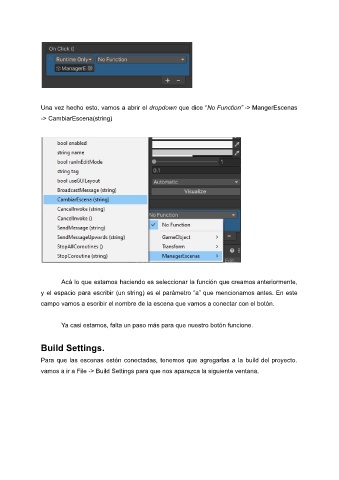 On Click ()
Runtime Only No Function
ManagerE
+ -
Una vez hecho esto, vamos a abrir el dropdown que dice "No Function" -> MangerEscenas
-> CambiarEscena(string)
bool enabled
string name
bool runInEditMode
string tag
bool useGUILayout
BroadcastMessage (string)
CambiarEscena (string)
CancelInvoke (string)
CancelInvoke ()
SendMessage (string)
SendMessageUpwards (string)
StopAllCoroutines ()
StopCoroutine (string)
1
0.1
Automatic
Visualize
No Function
No Function
GameObject >
Transform >
ManagerEscenas >
Acá lo que estamos haciendo es seleccionar la función que creamos anteriormente,
y el espacio para escribir (un string) es el parámetro "a" que mencionamos antes. En este
campo vamos a escribir el nombre de la escena que vamos a conectar con el botón.
Ya casi estamos, falta un paso más para que nuestro botón funcione.
Build Settings.
Para que las escenas estén conectadas, tenemos que agregarlas a la build del proyecto.
vamos a ir a File -> Build Settings para que nos aparezca la siguiente ventana.